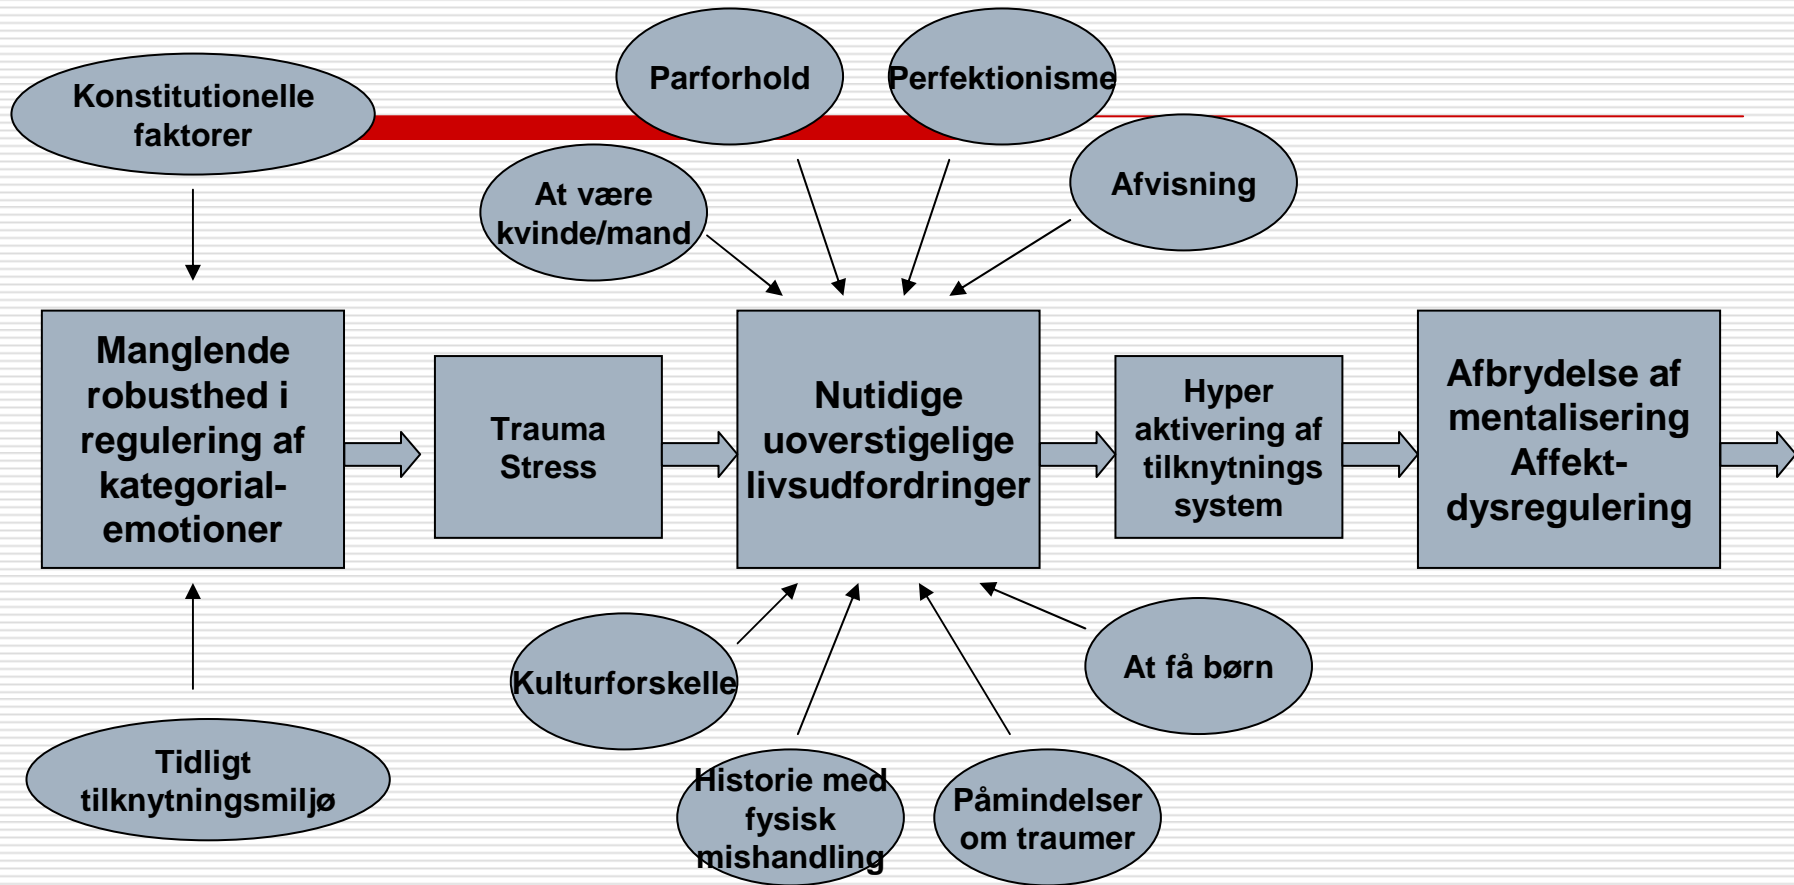 Konstitutionelle
faktorer
Parforhold
Perfektionisme
At være
kvinde/mand
Afvisning
Manglende
robusthed i
regulering af
kategorial-
emotioner
Trauma
Stress
Nutidige
uoverstigelige
livsudfordringer
Hyper
aktivering af
tilknytnings
system
Afbrydelse af
mentalisering
Affekt-
dysregulering
Tidligt
tilknytningsmiljø
Kulturforskelle
Historie med
fysisk
mishandling
Påmindelser
om traumer
At få børn